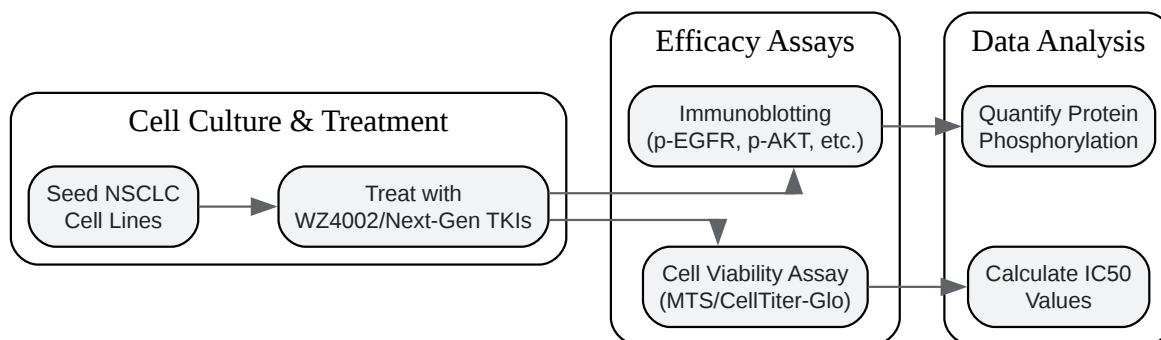 Cell Culture & Treatment
Seed NSCLC
Cell Lines
Treat with
WZ4002/Next-Gen TKIs
Efficacy Assays
Immunoblotting
(p-EGFR, p-AKT, etc.)
Cell Viability Assay
(MTS/CellTiter-Glo)
Data Analysis
Quantify Protein
Phosphorylation
Calculate IC50
Values